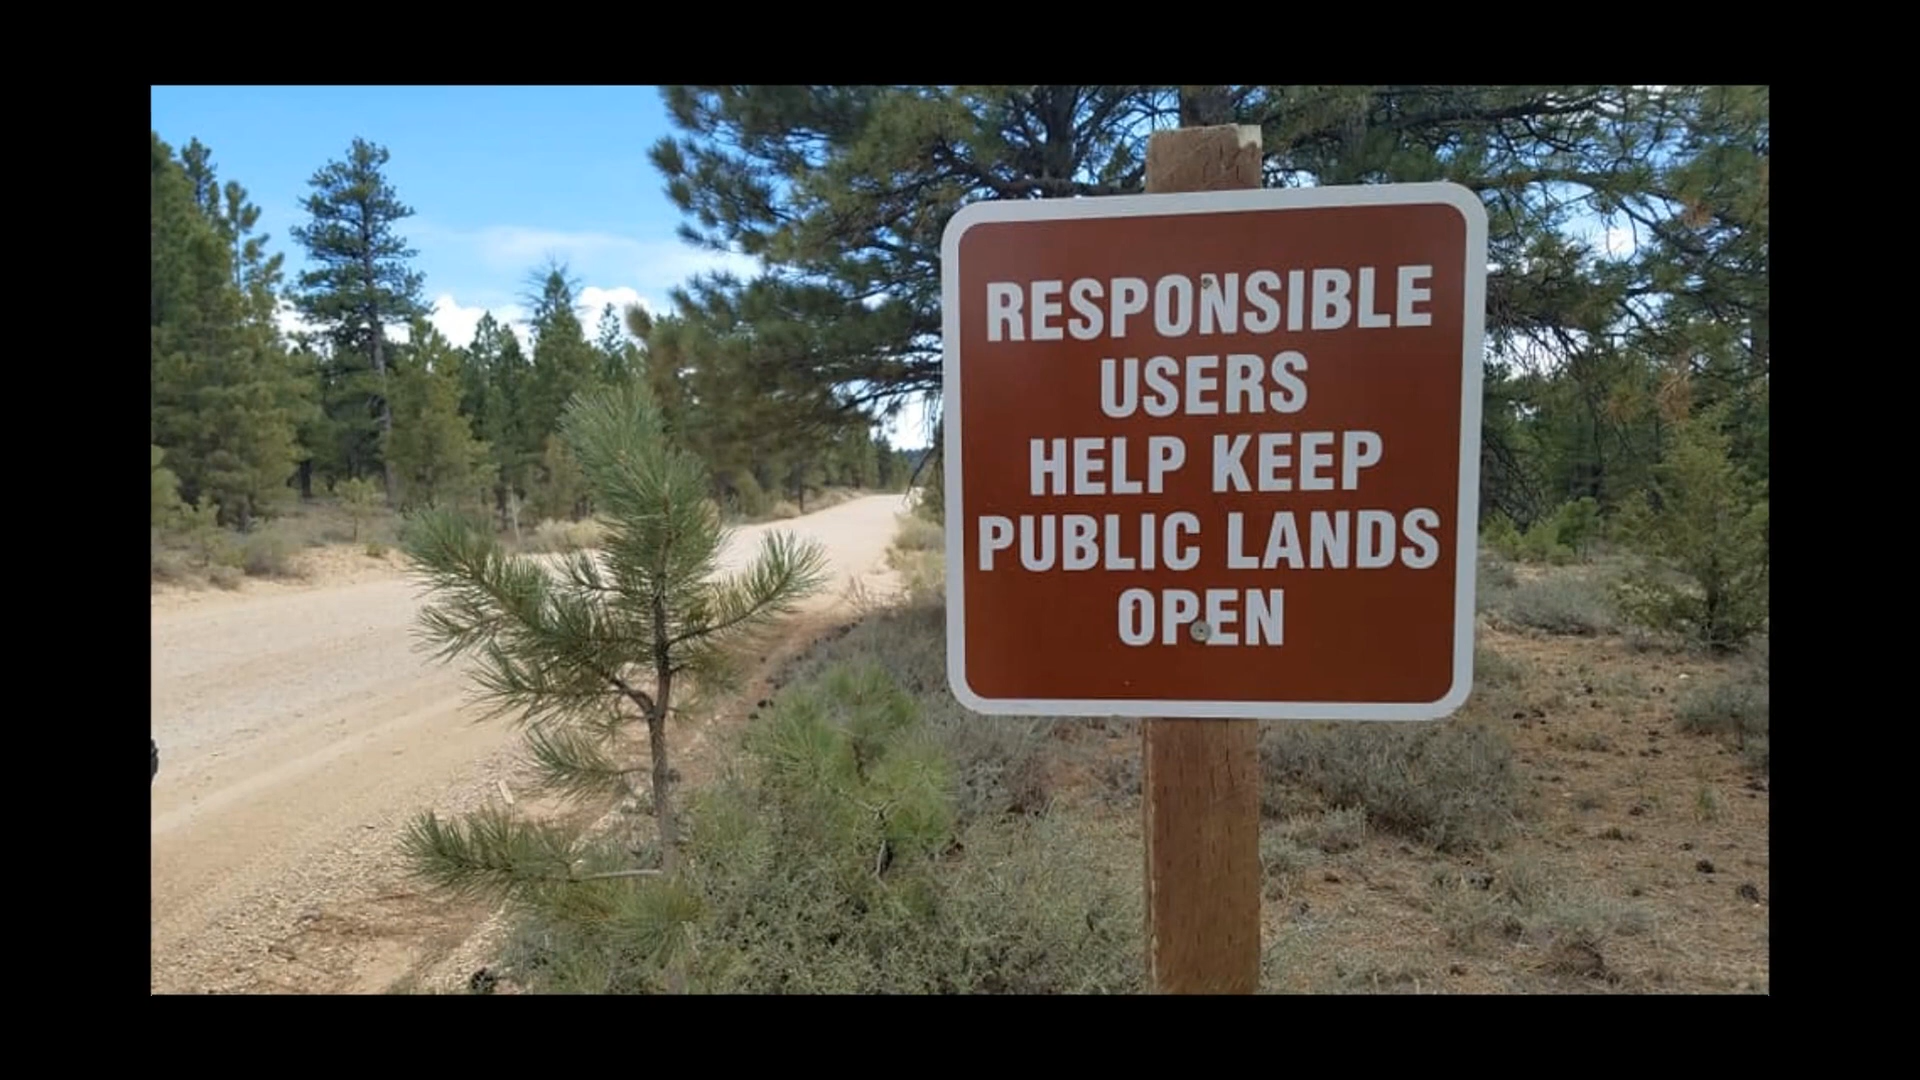 RESPONSIBLE
USERS
HELP KEEP
PUBLIC LANDS
OPEN